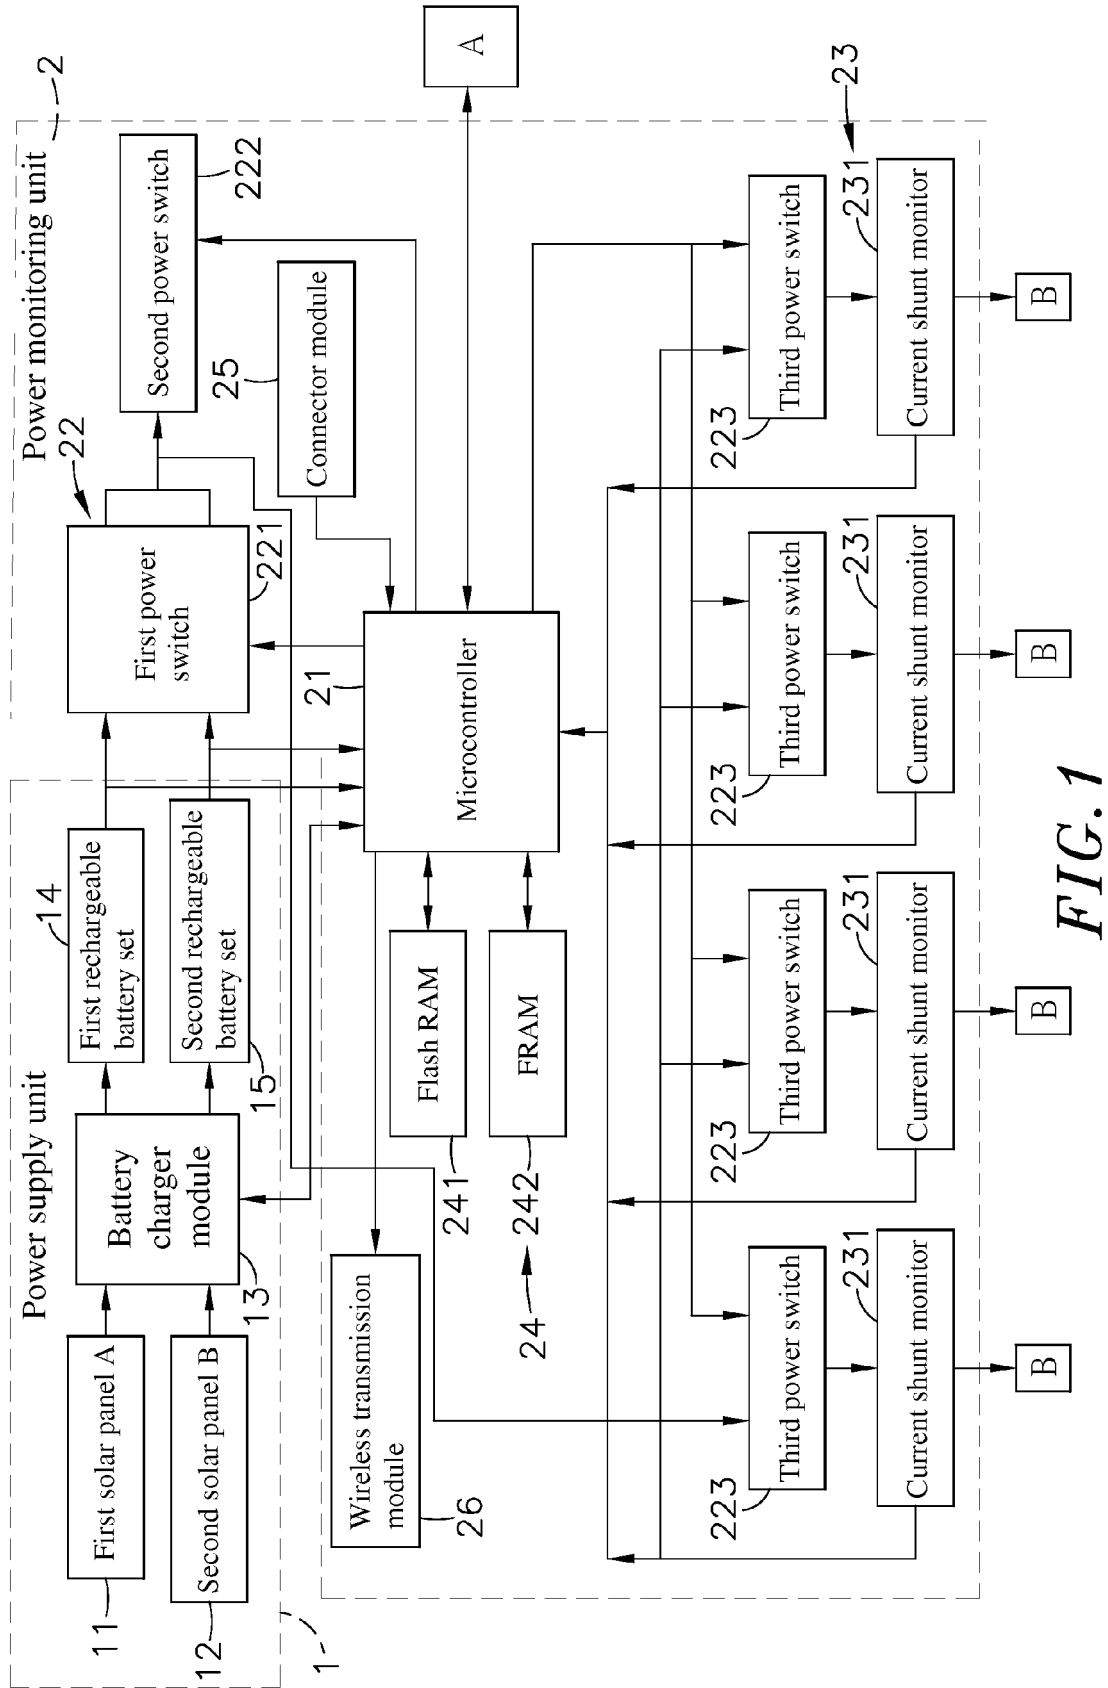 Power supply unit
Power monitoring unit
2
11
First solar panel A
12
Second solar panel B
1
Battery
charger
module
13
14
First rechargeable
battery set
15
Second rechargeable
battery set
22
First power
switch
221
Second power switch
222
25
Connector module
21
Microcontroller
A
Wireless transmission
module
26
Flash RAM
241
FRAM
242
24
Third power switch
223
Third power switch
223
Third power switch
223
Third power switch
223
23
Current shunt monitor
231
Current shunt monitor
231
Current shunt monitor
231
Current shunt monitor
231
B
B
B
B
FIG.1